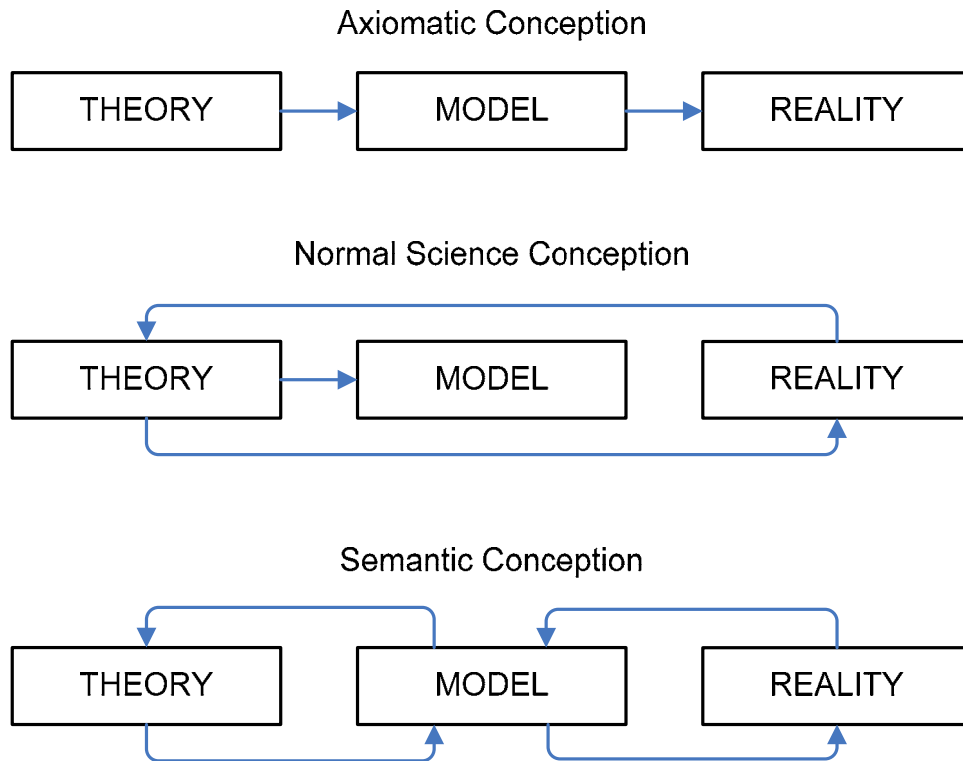 Axiomatic Conception
THEORY MODEL REALITY
Normal Science Conception
THEORY MODEL REALITY
Semantic Conception
THEORY MODEL REALITY